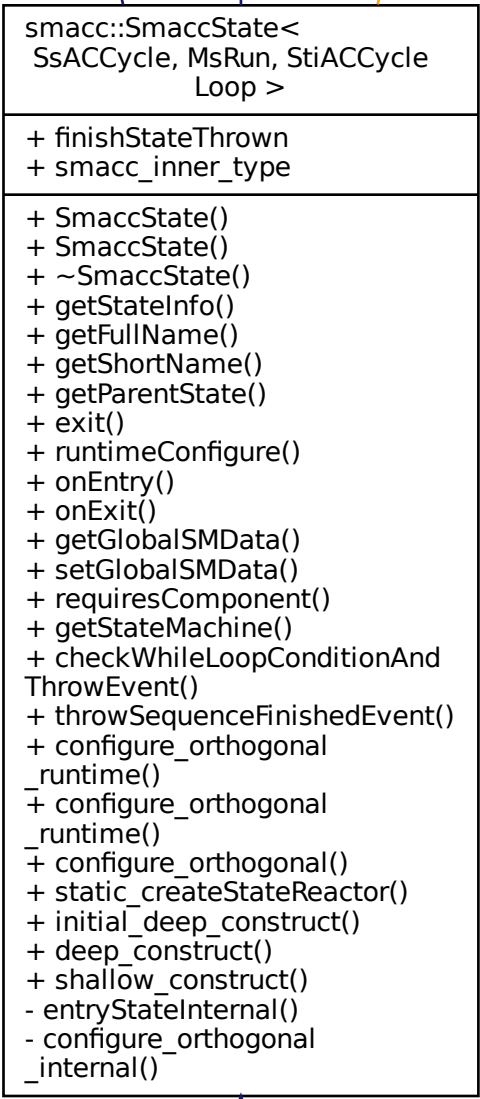 smacc::SmaccState<
SsACCycle, MsRun, StiACCycle
Loop >
+ finishStateThrown
+ smacc_inner_type
+ SmaccState()
+ SmaccState()
+ ~SmaccState()
+ getStateInfo()
+ getFullName()
+ getShortName()
+ getParentState()
+ exit()
+ runtimeConfigure()
+ onEntry()
+ onExit()
+ getGlobalSMData()
+ setGlobalSMData()
+ requiresComponent()
+ getStateMachine()
+ checkWhileLoopConditionAnd
ThrowEvent()
+ throwSequenceFinishedEvent()
+ configure_orthogonal
_runtime()
+ configure_orthogonal
_runtime()
+ configure_orthogonal()
+ static_createStateReactor()
+ initial_deep_construct()
+ deep_construct()
+ shallow_construct()
- entryStateInternal()
- configure_orthogonal
_internal()